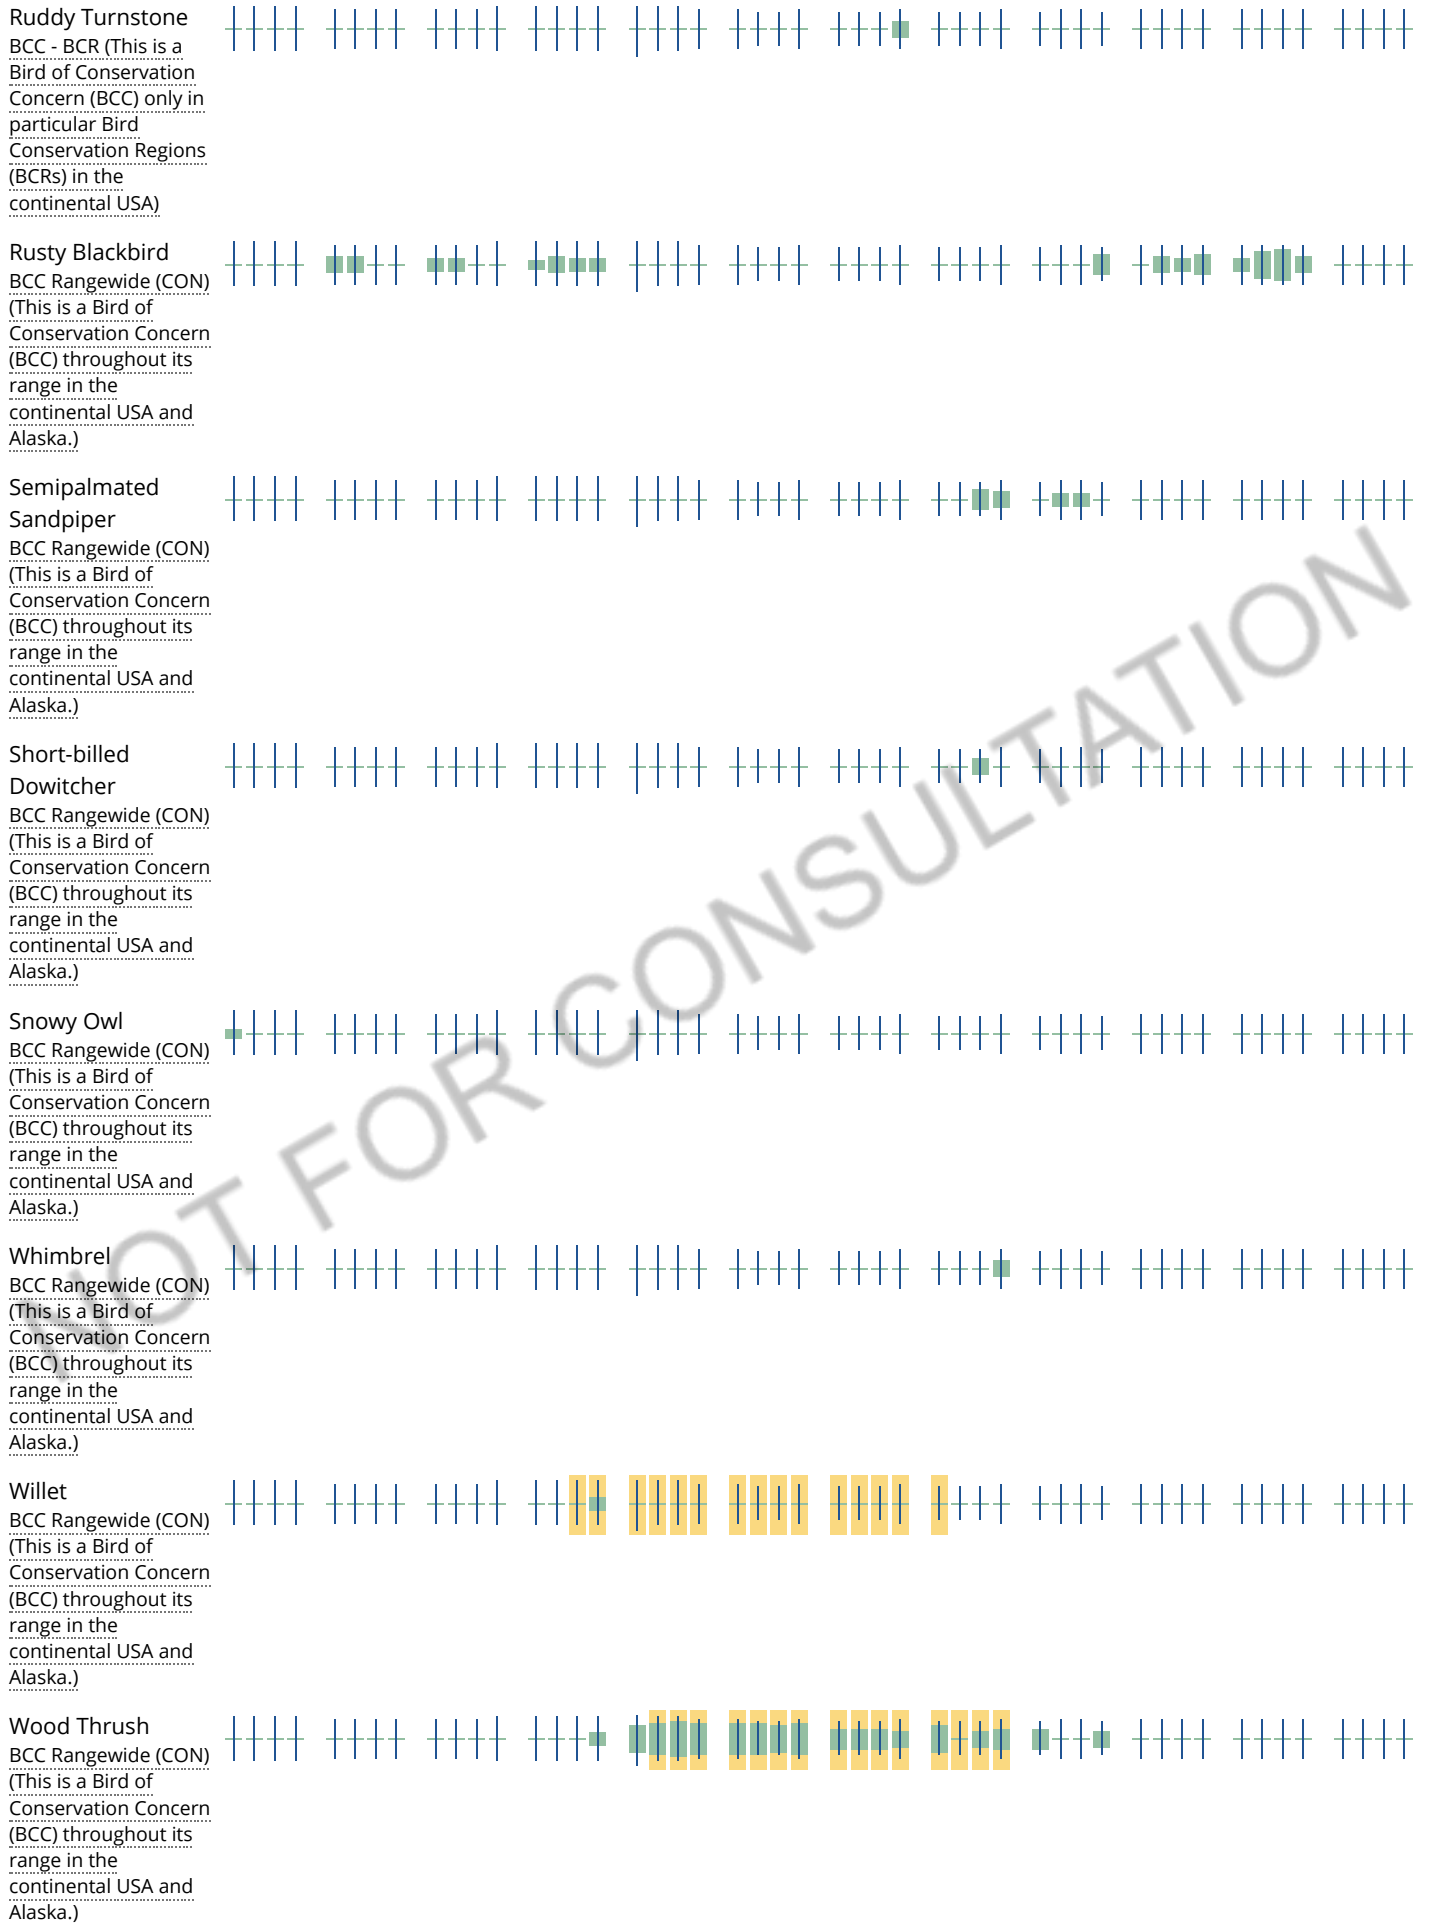 Ruddy Turnstone
BCC - BCR (This is a
Bird of Conservation
Concern (BCC) only in
particular Bird
Conservation Regions
(BCRs) in the
continental USA)
Rusty Blackbird
BCC Rangewide (CON)
(This is a Bird of
Conservation Concern
(BCC) throughout its
range in the
continental USA and
Alaska.)
Semipalmated
Sandpiper
BCC Rangewide (CON)
(This is a Bird of
Conservation Concern
(BCC) throughout its
range in the
continental USA and
Alaska.)
Short-billed
Dowitcher
BCC Rangewide (CON)
(This is a Bird of
Conservation Concern
(BCC) throughout its
range in the
continental USA and
Alaska.)
Snowy Owl
BCC Rangewide (CON)
(This is a Bird of
Conservation Concern
(BCC) throughout its
range in the
continental USA and
Alaska.)
Whimbrel
BCC Rangewide (CON)
(This is a Bird of
Conservation Concern
(BCC) throughout its
range in the
continental USA and
Alaska.)
Willet
BCC Rangewide (CON)
(This is a Bird of
Conservation Concern
(BCC) throughout its
range in the
continental USA and
Alaska.)
Wood Thrush
BCC Rangewide (CON)
(This is a Bird of
Conservation Concern
(BCC) throughout its
range in the
continental USA and
Alaska.)
NOT FOR CONSULTATION